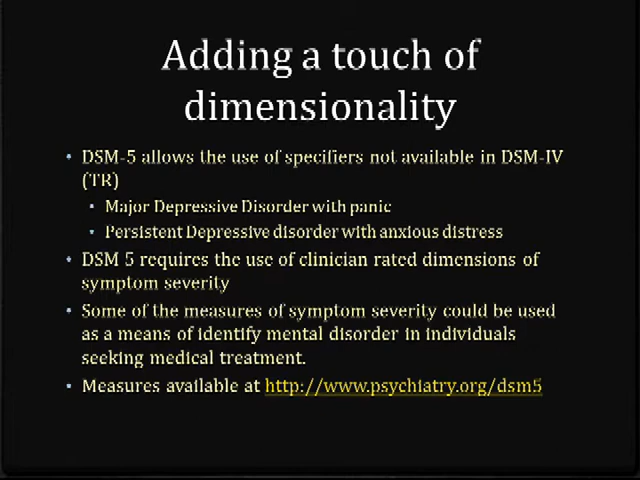 Adding a touch of
dimensionality
• DSM-5 allows the use of specifiers not available in DSM-IV
(TR)
• Major Depressive Disorder with panic
• Persistent Depressive disorder with anxious distress
• DSM 5 requires the use of clinician rated dimensions of
symptom severity
• Some of the measures of symptom severity could be used
as a means of identify mental disorder in individuals
seeking medical treatment.
• Measures available at http://www.psychiatry.org/dsm5